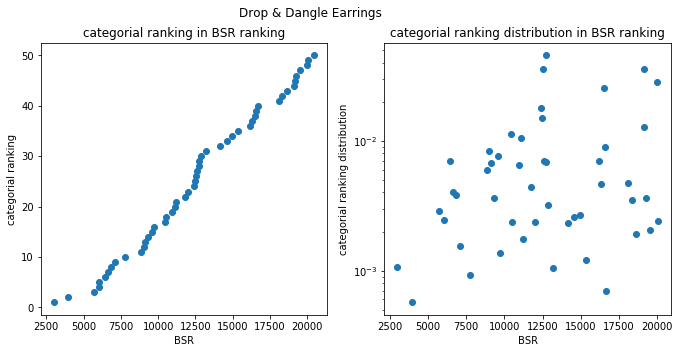 Drop & Dangle Earrings
categorial ranking in BSR ranking
categorial ranking
50
40
30
20
10
0
2500 5000 7500 10000 12500 15000 17500 20000
BSR
categorial ranking distribution in BSR ranking
categorial ranking distribution
10⁻²
10⁻³
2500 5000 7500 10000 12500 15000 17500 20000
BSR